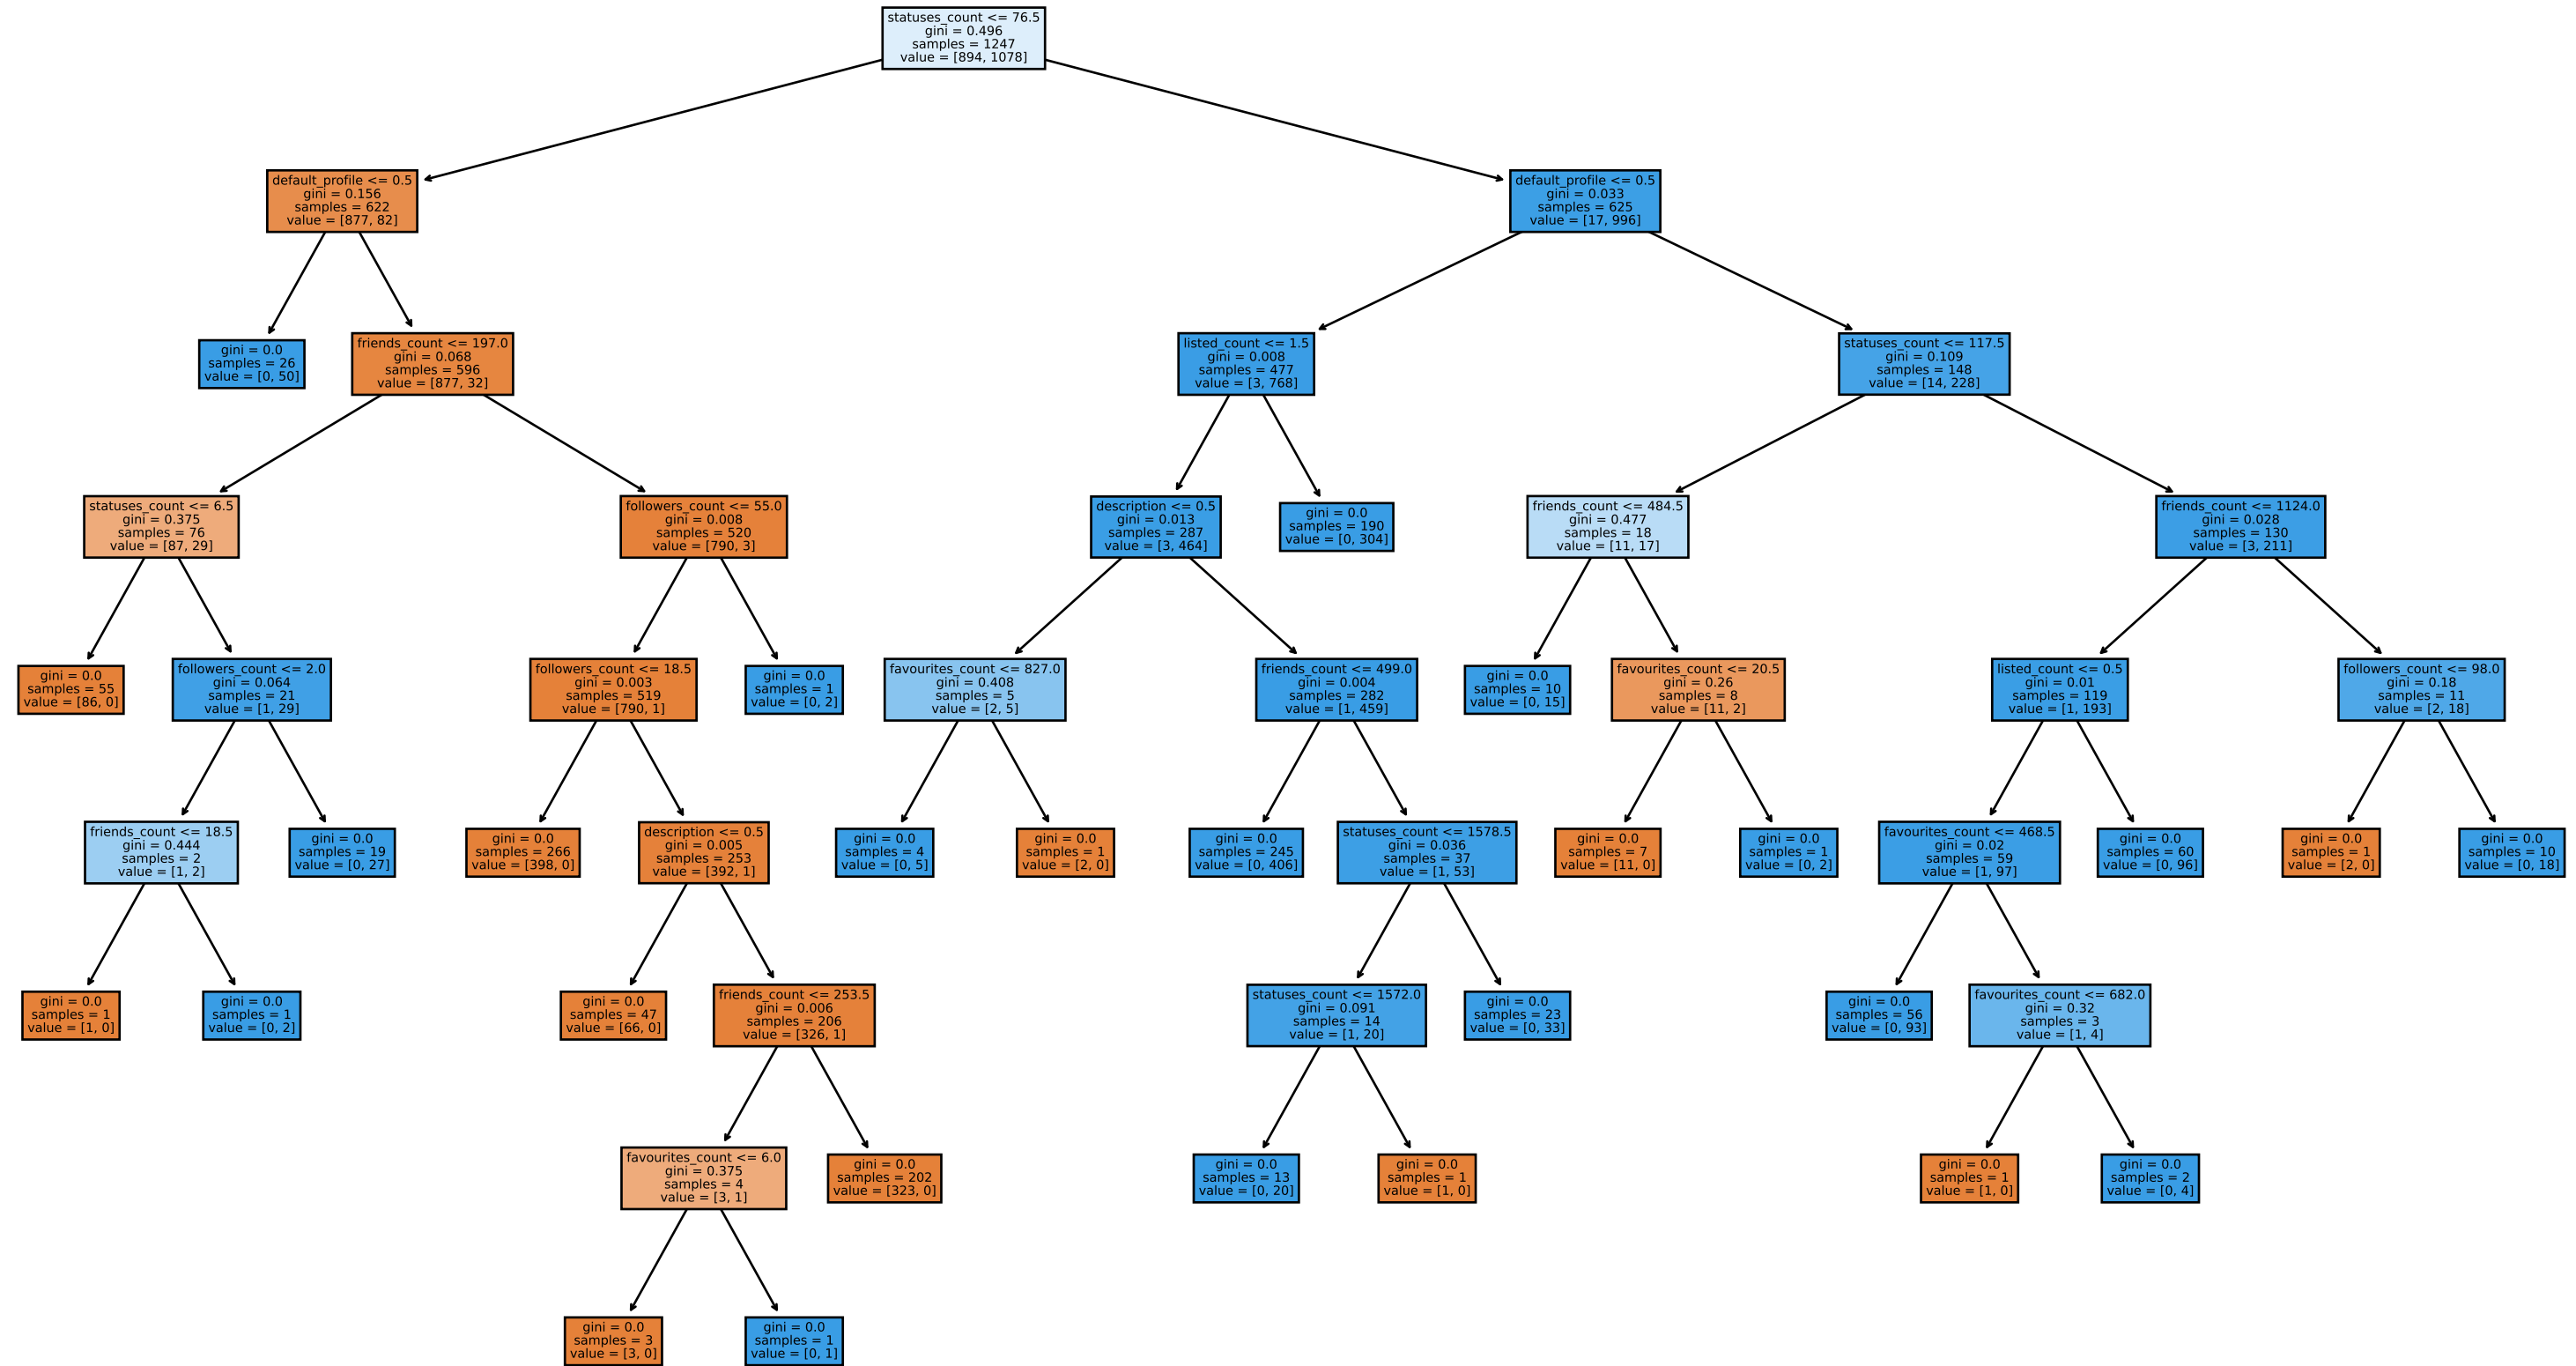 statuses_count <= 76.5
gini = 0.496
samples = 1247
value = [894, 1078]
default_profile <= 0.5
gini = 0.156
samples = 622
value = [877, 82]
default_profile <= 0.5
gini = 0.033
samples = 625
value = [17, 996]
gini = 0.0
samples = 26
value = [0, 50]
friends_count <= 197.0
gini = 0.068
samples = 596
value = [877, 32]
listed_count <= 1.5
gini = 0.008
samples = 477
value = [3, 768]
statuses_count <= 117.5
gini = 0.109
samples = 148
value = [14, 228]
statuses_count <= 6.5
gini = 0.375
samples = 76
value = [87, 29]
followers_count <= 55.0
gini = 0.008
samples = 520
value = [790, 3]
description <= 0.5
gini = 0.013
samples = 287
value = [3, 464]
gini = 0.0
samples = 190
value = [0, 304]
friends_count <= 484.5
gini = 0.477
samples = 18
value = [11, 17]
friends_count <= 1124.0
gini = 0.028
samples = 130
value = [3, 211]
gini = 0.0
samples = 55
value = [86, 0]
followers_count <= 2.0
gini = 0.064
samples = 21
value = [1, 29]
followers_count <= 18.5
gini = 0.003
samples = 519
value = [790, 1]
gini = 0.0
samples = 1
value = [0, 2]
favourites_count <= 827.0
gini = 0.408
samples = 5
value = [2, 5]
friends_count <= 499.0
gini = 0.004
samples = 282
value = [1, 459]
gini = 0.0
samples = 10
value = [0, 15]
favourites_count <= 20.5
gini = 0.26
samples = 8
value = [11, 2]
listed_count <= 0.5
gini = 0.01
samples = 119
value = [1, 193]
followers_count <= 98.0
gini = 0.18
samples = 11
value = [2, 18]
friends_count <= 18.5
gini = 0.444
samples = 2
value = [1, 2]
gini = 0.0
samples = 19
value = [0, 27]
gini = 0.0
samples = 266
value = [398, 0]
description <= 0.5
gini = 0.005
samples = 253
value = [392, 1]
gini = 0.0
samples = 4
value = [0, 5]
gini = 0.0
samples = 1
value = [2, 0]
gini = 0.0
samples = 245
value = [0, 406]
statuses_count <= 1578.5
gini = 0.036
samples = 37
value = [1, 53]
gini = 0.0
samples = 7
value = [11, 0]
gini = 0.0
samples = 1
value = [0, 2]
favourites_count <= 468.5
gini = 0.02
samples = 59
value = [1, 97]
gini = 0.0
samples = 60
value = [0, 96]
gini = 0.0
samples = 1
value = [2, 0]
gini = 0.0
samples = 10
value = [0, 18]
gini = 0.0
samples = 1
value = [1, 0]
gini = 0.0
samples = 1
value = [0, 2]
gini = 0.0
samples = 47
value = [66, 0]
friends_count <= 253.5
gini = 0.006
samples = 206
value = [326, 1]
statuses_count <= 1572.0
gini = 0.091
samples = 14
value = [1, 20]
gini = 0.0
samples = 23
value = [0, 33]
gini = 0.0
samples = 56
value = [0, 93]
favourites_count <= 682.0
gini = 0.32
samples = 3
value = [1, 4]
favourites_count <= 6.0
gini = 0.375
samples = 4
value = [3, 1]
gini = 0.0
samples = 202
value = [323, 0]
gini = 0.0
samples = 13
value = [0, 20]
gini = 0.0
samples = 1
value = [1, 0]
gini = 0.0
samples = 1
value = [1, 0]
gini = 0.0
samples = 2
value = [0, 4]
gini = 0.0
samples = 3
value = [3, 0]
gini = 0.0
samples = 1
value = [0, 1]